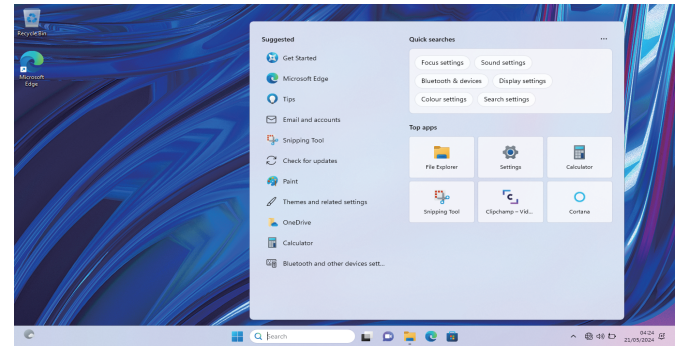 Recycle Bin
Microsoft
Edge
Suggested
Get Started
Microsoft Edge
Tips
Email and accounts
Snipping Tool
Check for updates
Paint
Themes and related settings
OneDrive
Calculator
Bluetooth and other devices sett...
Quick searches
...
Focus settings Sound settings
Bluetooth & devices Display settings
Colour settings Search settings
Top apps
File Explorer Settings Calculator
Snipping Tool Clipchamp – Vid... Cortana
Search
04:24
21/05/2024